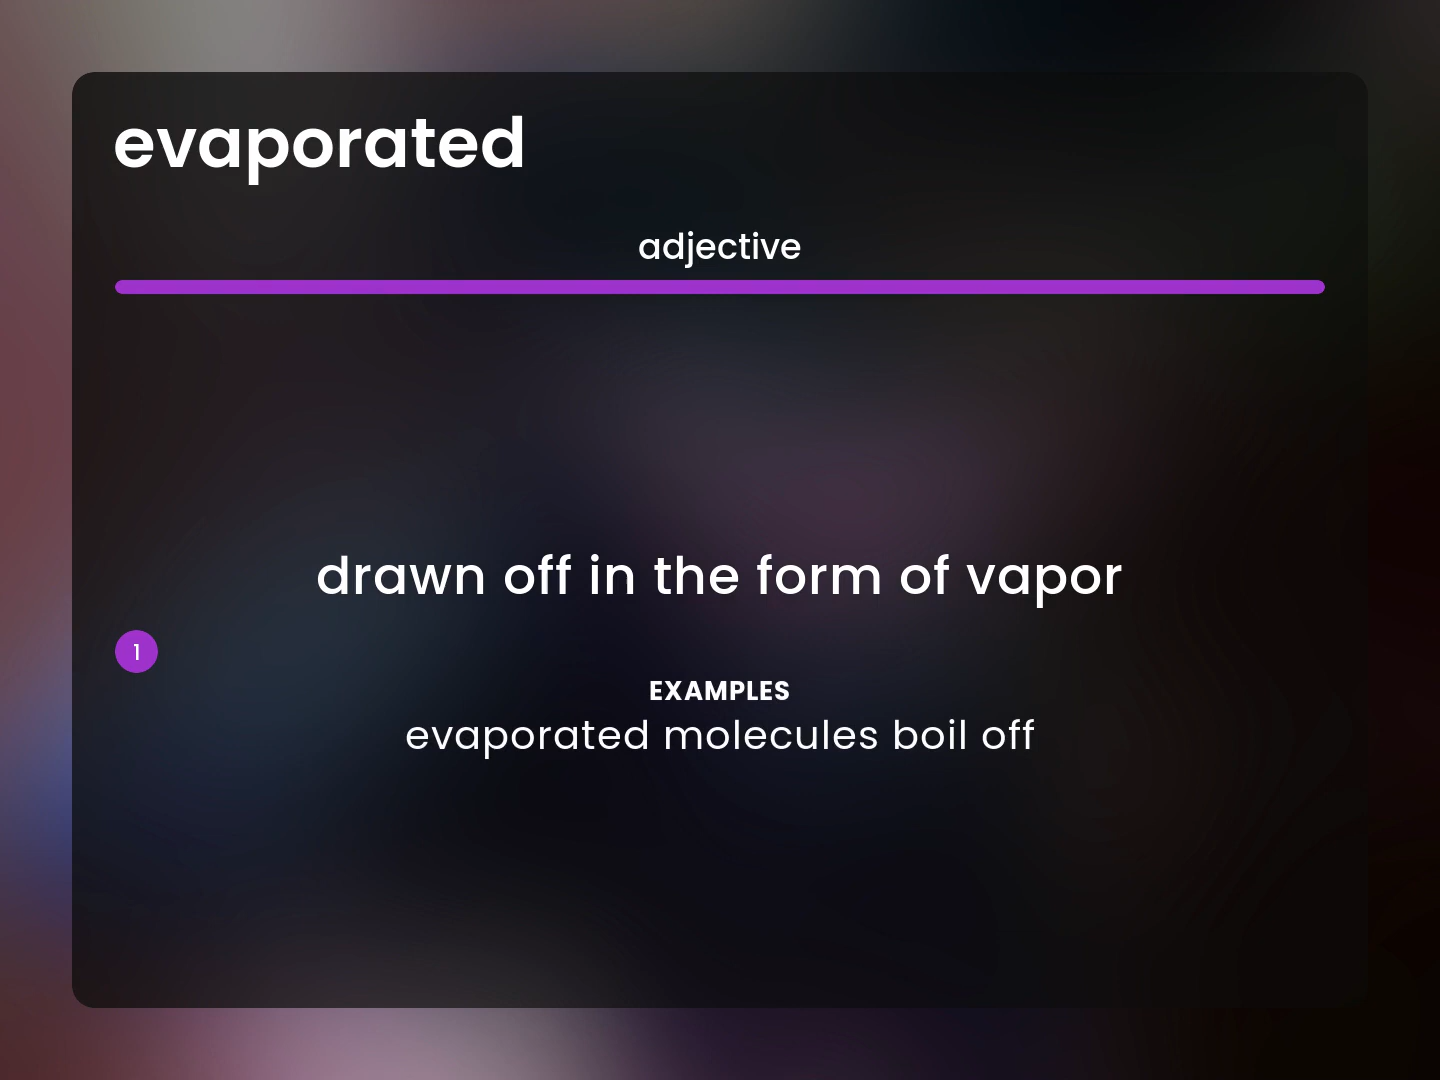 evaporated
adjective
drawn off in the form of vapor
1
EXAMPLES
evaporated molecules boil off